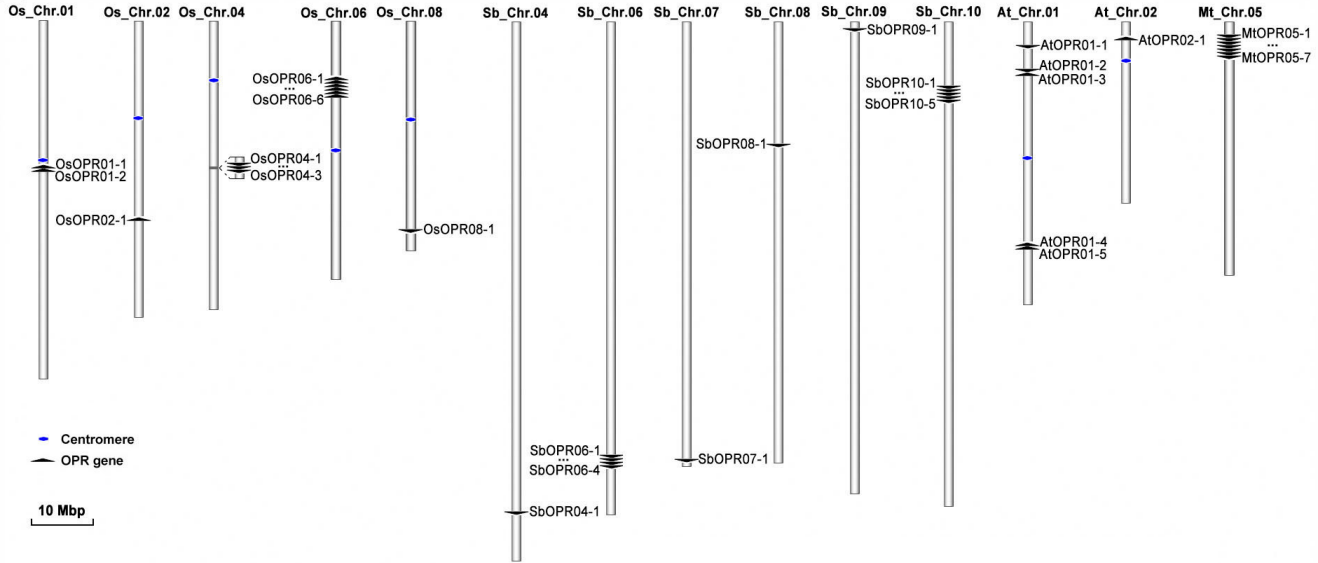 Os_Chr.01 Os_Chr.02 Os_Chr.04 Os_Chr.06 Os_Chr.08 Sb_Chr.04 Sb_Chr.06 Sb_Chr.07 Sb_Chr.08 Sb_Chr.09 Sb_Chr.10 At_Chr.01 At_Chr.02 Mt_Chr.05
OsOPR01-1
OsOPR01-2
OsOPR02-1
OsOPR04-1
...
OsOPR04-3
OsOPR06-1
...
OsOPR06-6
OsOPR08-1
SbOPR04-1
SbOPR06-1
...
SbOPR06-4
SbOPR07-1
SbOPR08-1
SbOPR09-1
SbOPR10-1
...
SbOPR10-5
AtOPR01-1
AtOPR01-2
AtOPR01-3
AtOPR01-4
AtOPR01-5
AtOPR02-1
MtOPR05-1
...
MtOPR05-7
Centromere
OPR gene
10 Mbp